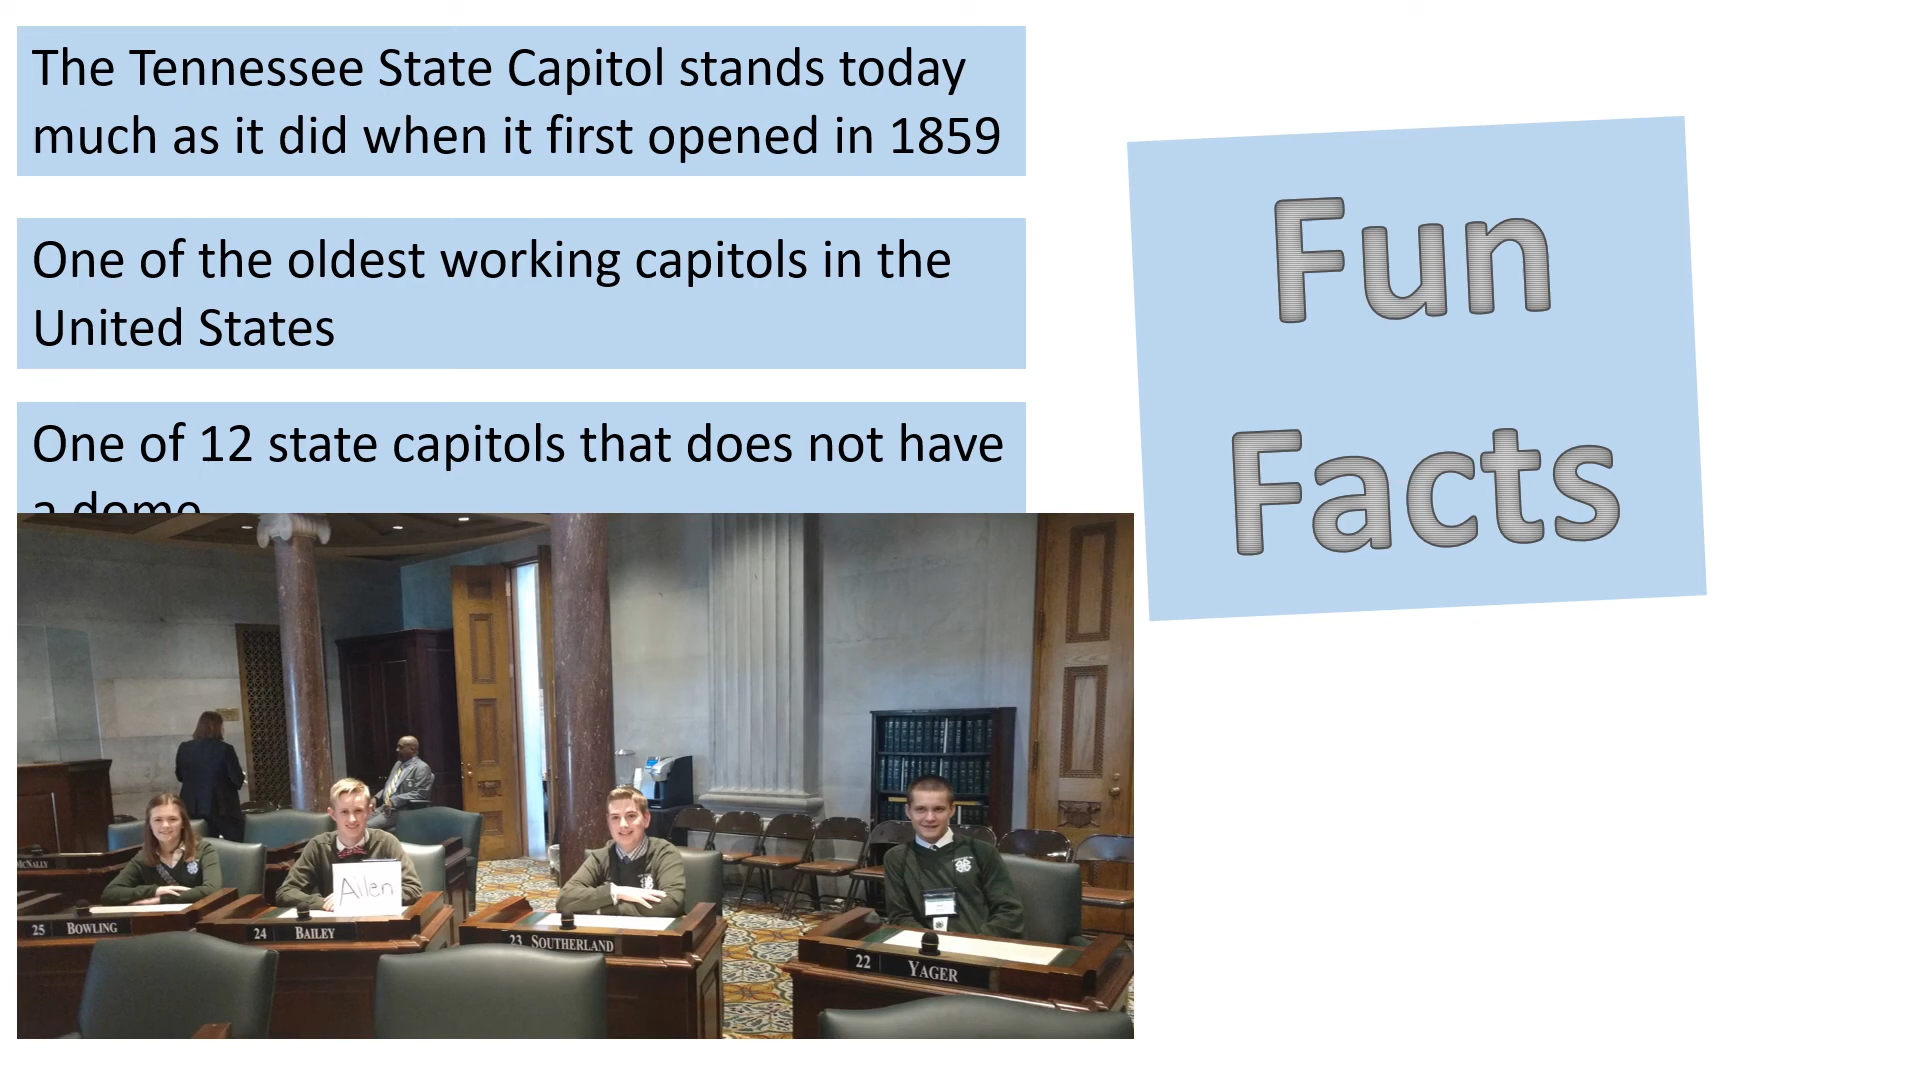 The Tennessee State Capitol stands today
much as it did when it first opened in 1859
One of the oldest working capitols in the
United States
One of 12 state capitols that does not have
a dome
Fun
Facts
MCNALLY
Allen
25 BOWLING
24 BAILEY
23 SOUTHERLAND
22 YAGER